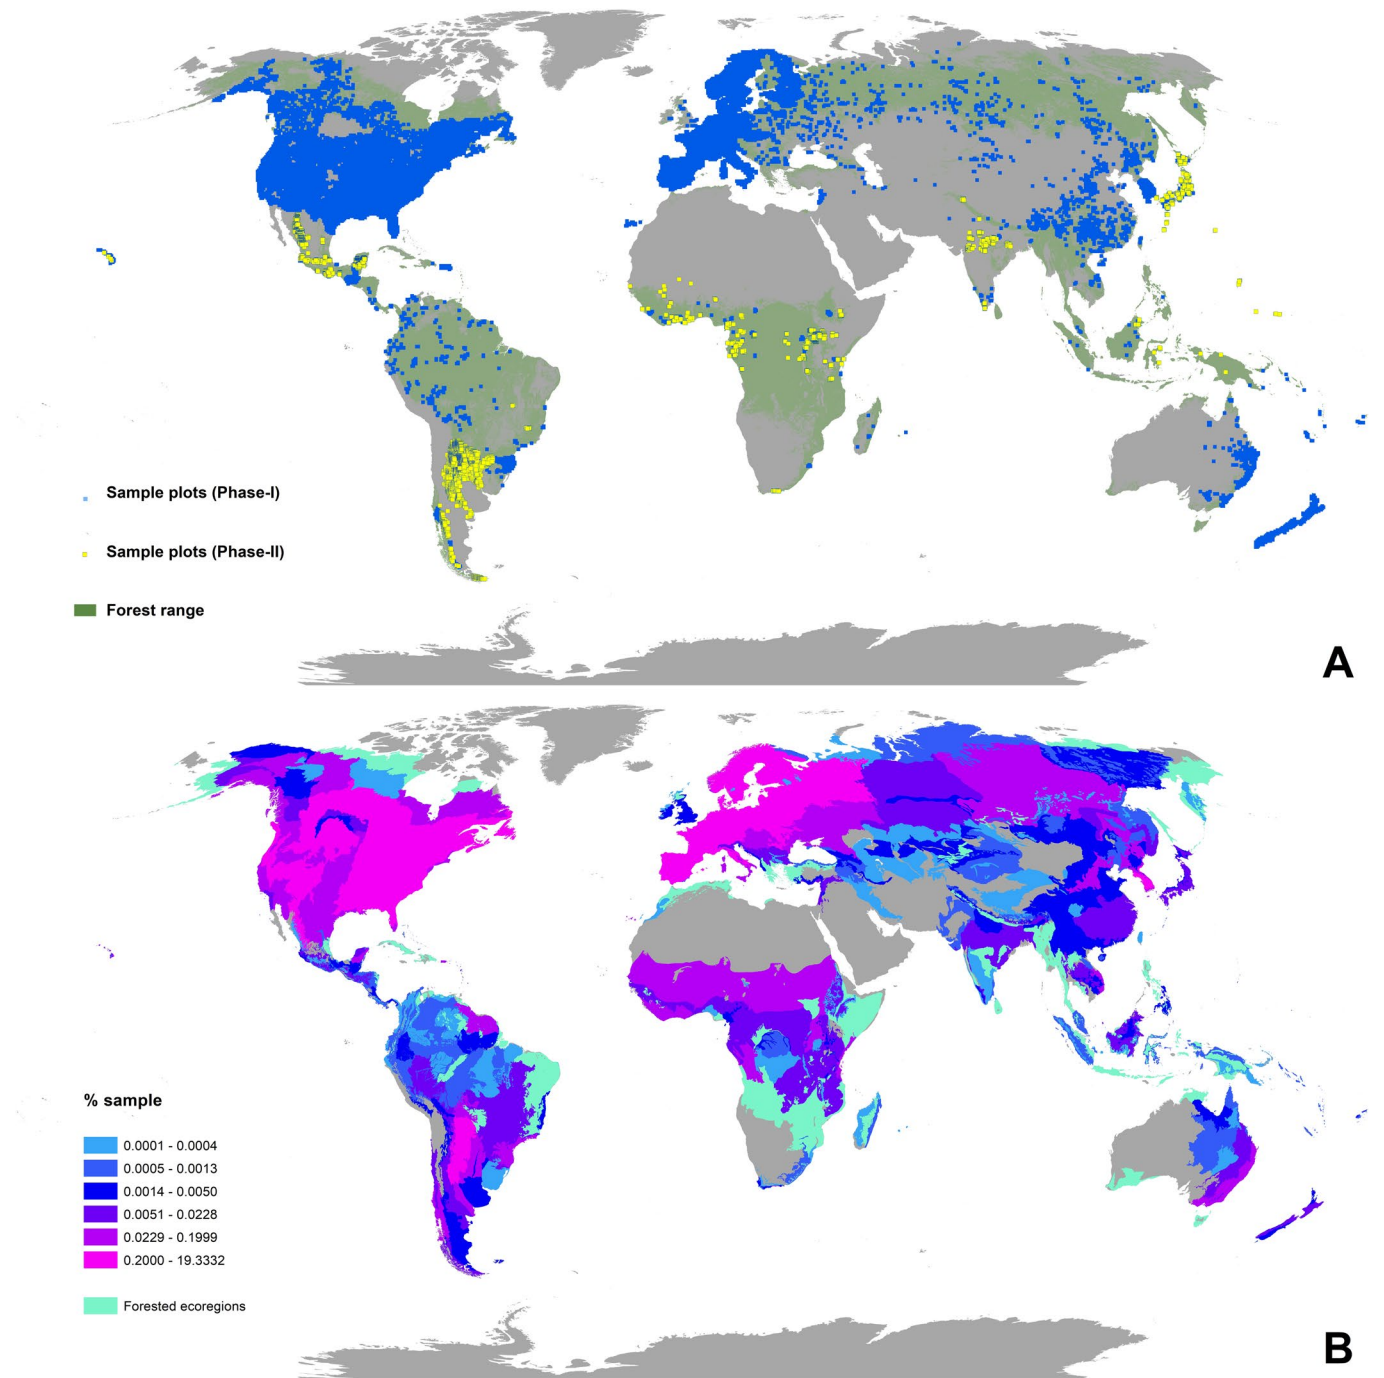 Sample plots (Phase-I)
Sample plots (Phase-II)
Forest range
A
% sample
0.0001 - 0.0004
0.0005 - 0.0013
0.0014 - 0.0050
0.0051 - 0.0228
0.0229 - 0.1999
0.2000 - 19.3332
Forested ecoregions
B